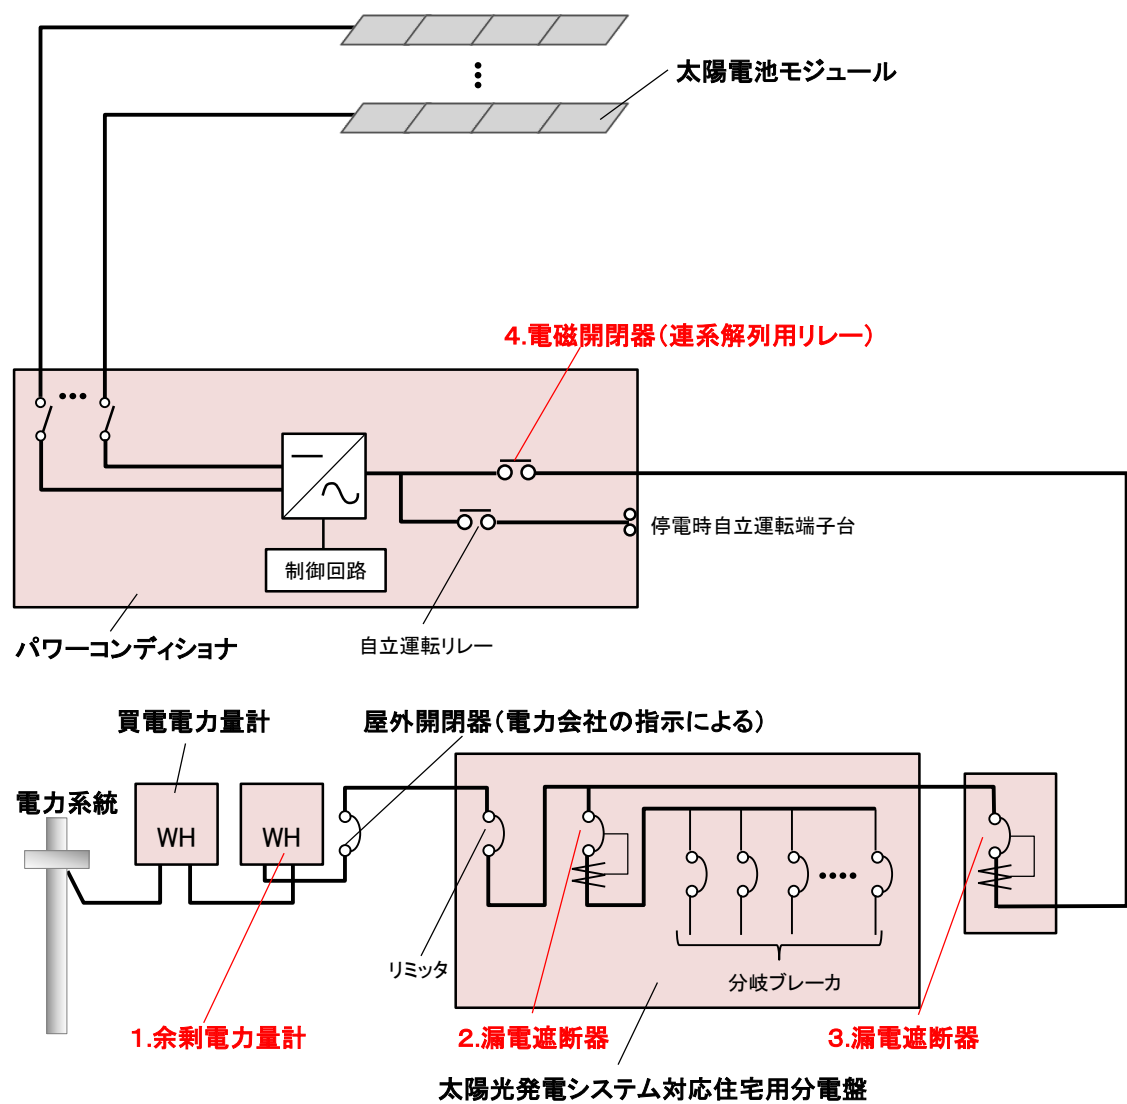 太陽電池モジュール
4.電磁開閉器(連系解列用リレー)
停電時自立運転端子台
制御回路
パワーコンディショナ
自立運転リレー
買電電力量計
屋外開閉器(電力会社の指示による)
電力系統
WH
WH
リミッタ
分岐ブレーカ
1.余剰電力量計
2.漏電遮断器
3.漏電遮断器
太陽光発電システム対応住宅用分電盤